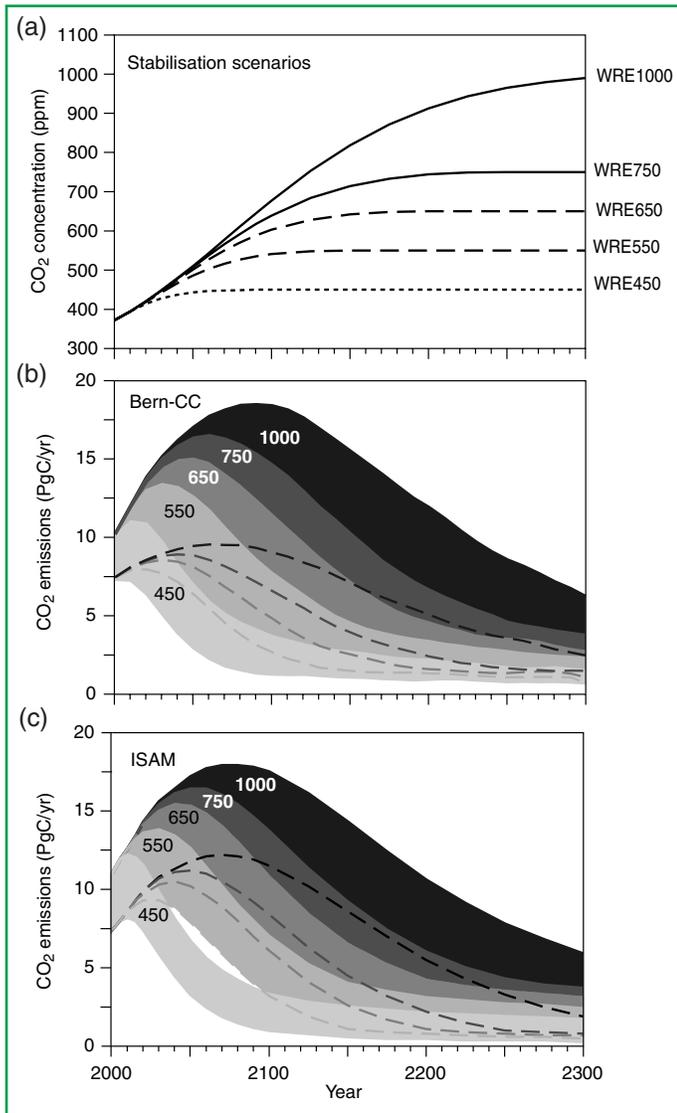 (a)
1100
1000
900
800
700
600
500
400
300
CO2 concentration (ppm)
Stabilisation scenarios
WRE1000
WRE750
WRE650
WRE550
WRE450
(b)
20
15
10
5
0
CO2 emissions (PgC/yr)
Bern-CC
1000
750
650
550
450
(c)
20
15
10
5
0
CO2 emissions (PgC/yr)
ISAM
1000
750
650
550
450
2000
2100
2200
2300
Year